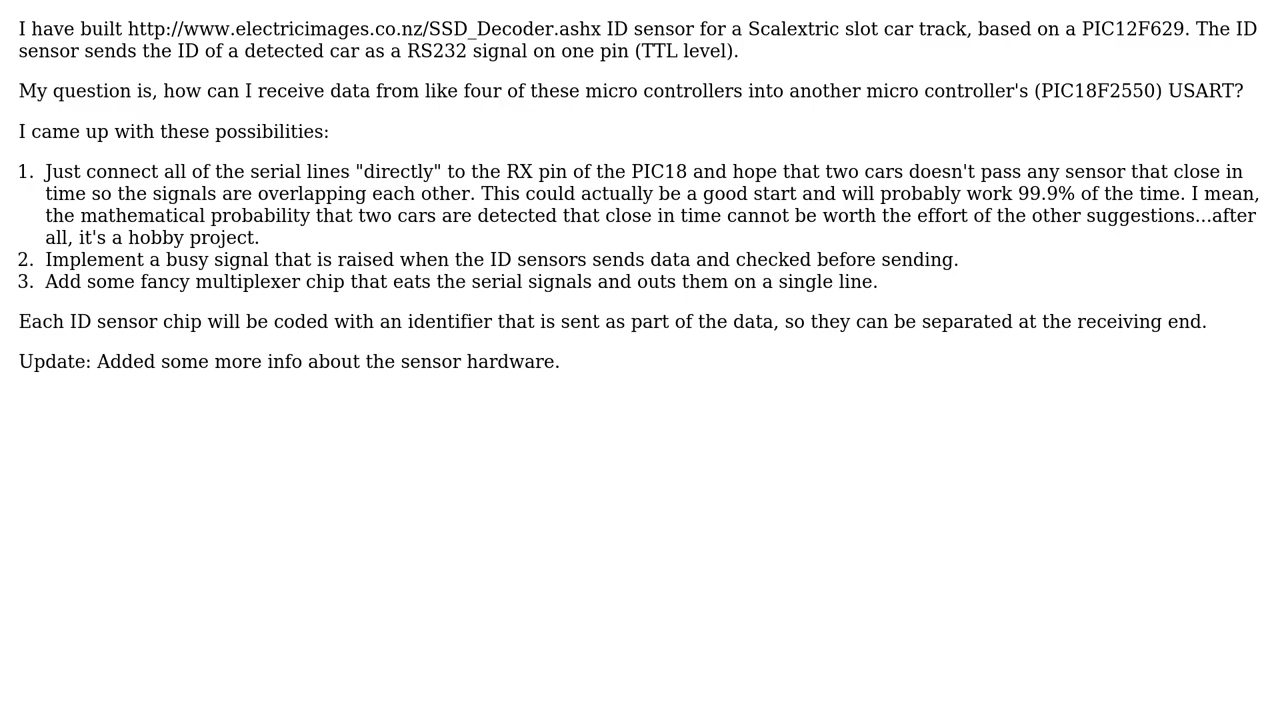 I have built http://www.electricimages.co.nz/SSD_Decoder.ashx ID sensor for a Scalextric slot car track, based on a PIC12F629. The ID
sensor sends the ID of a detected car as a RS232 signal on one pin (TTL level).
My question is, how can I receive data from like four of these micro controllers into another micro controller's (PIC18F2550) USART?
I came up with these possibilities:
1. Just connect all of the serial lines "directly" to the RX pin of the PIC18 and hope that two cars doesn't pass any sensor that close in
time so the signals are overlapping each other. This could actually be a good start and will probably work 99.9% of the time. I mean,
the mathematical probability that two cars are detected that close in time cannot be worth the effort of the other suggestions...after
all, it's a hobby project.
2. Implement a busy signal that is raised when the ID sensors sends data and checked before sending.
3. Add some fancy multiplexer chip that eats the serial signals and outs them on a single line.
Each ID sensor chip will be coded with an identifier that is sent as part of the data, so they can be separated at the receiving end.
Update: Added some more info about the sensor hardware.